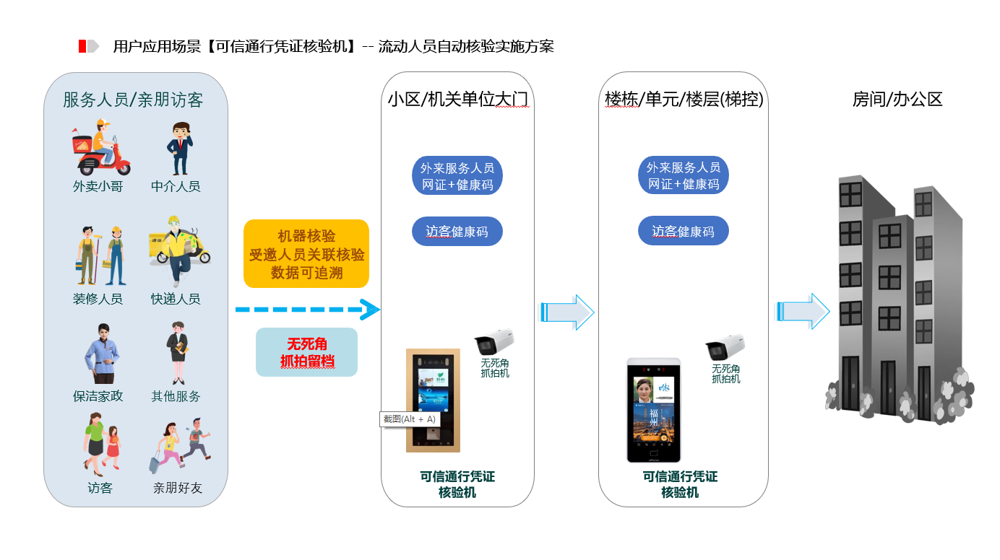 用户应用场景【可信通行凭证核验机】-- 流动人员自动核验实施方案
服务人员/亲朋访客
外卖小哥
中介人员
装修人员
快递人员
保洁家政
其他服务
访客
亲朋好友
机器核验
受邀人员关联核验
数据可追溯
无死角
抓拍留档
小区/机关单位大门
外来服务人员
网证+健康码
访客健康码
无死角
抓拍机
截图(Alt + A)
可信通行凭证
核验机
楼栋/单元/楼层(梯控)
外来服务人员
网证+健康码
访客健康码
无死角
抓拍机
福州
可信通行凭证
核验机
房间/办公区